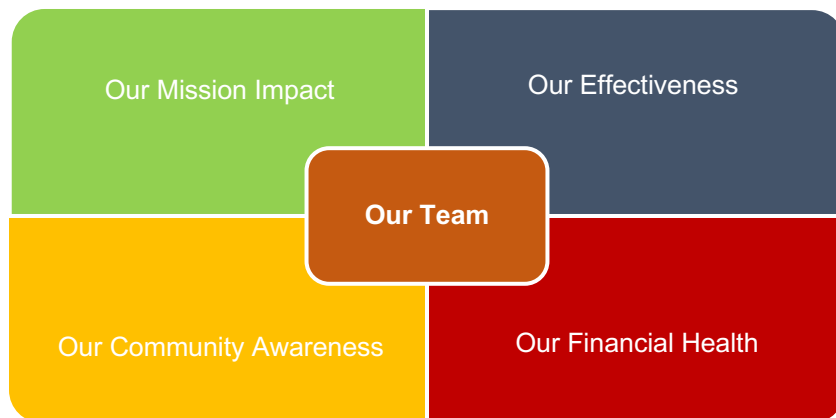 Our Mission Impact
Our Effectiveness
Our Team
Our Community Awareness
Our Financial Health